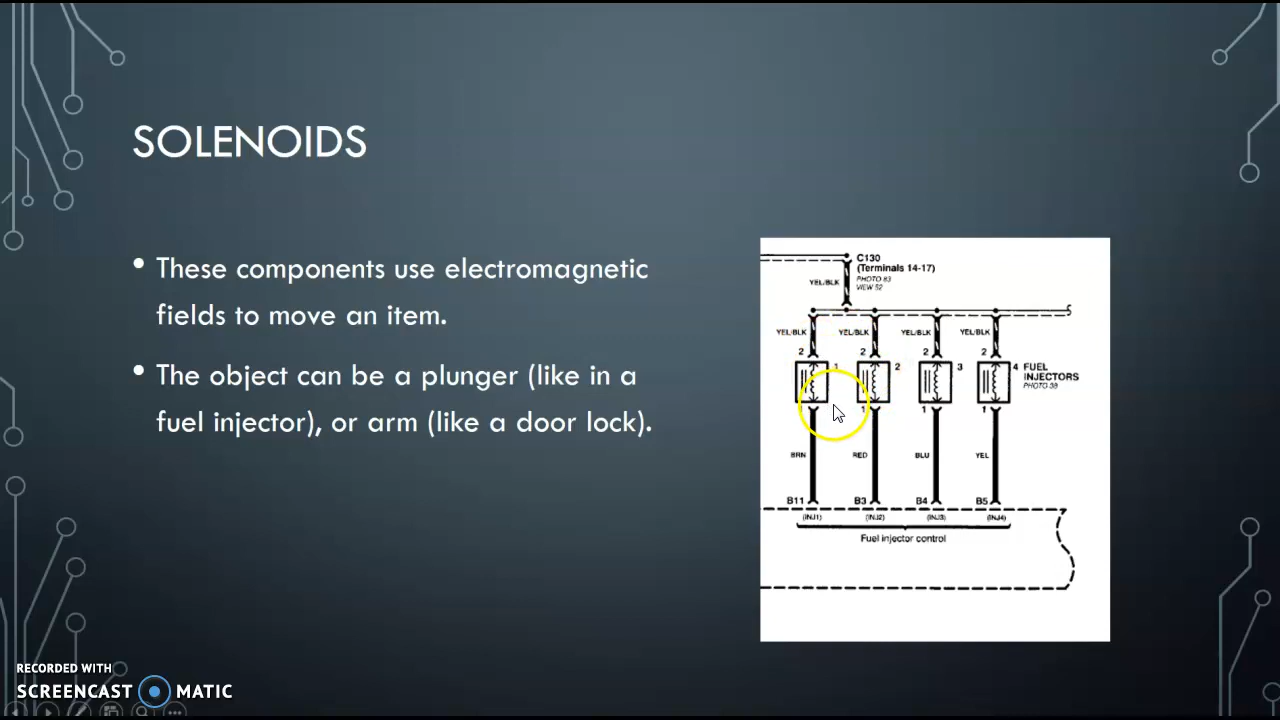 SOLENOIDS
• These components use electromagnetic
fields to move an item.
• The object can be a plunger (like in a
fuel injector), or arm (like a door lock).
C130
(Terminals 14-17)
PHOTO 83
VIEW 52
YEL/BLK
YEL/BLK YEL/BLK YEL/BLK YEL/BLK
2 2 2 2
1 2 3 4 FUEL
INJECTORS
PHOTO 38
1 1 1 1
BRN RED BLU YEL
B11 B3 B4 B5
(INJ1) (INJ2) (INJ3) (INJ4)
Fuel injector control
RECORDED WITH
SCREENCAST MATIC